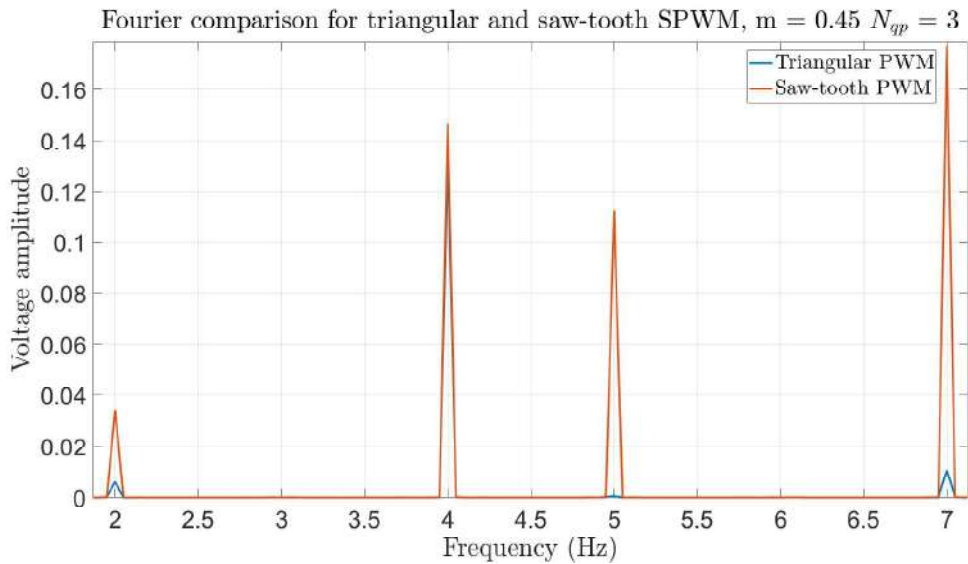 Fourier comparison for triangular and saw-tooth SPWM, m = 0.45 N_qp = 3
Triangular PWM
Saw-tooth PWM
Voltage amplitude
0.16
0.14
0.12
0.1
0.08
0.06
0.04
0.02
0
2 2.5 3 3.5 4 4.5 5 5.5 6 6.5 7
Frequency (Hz)